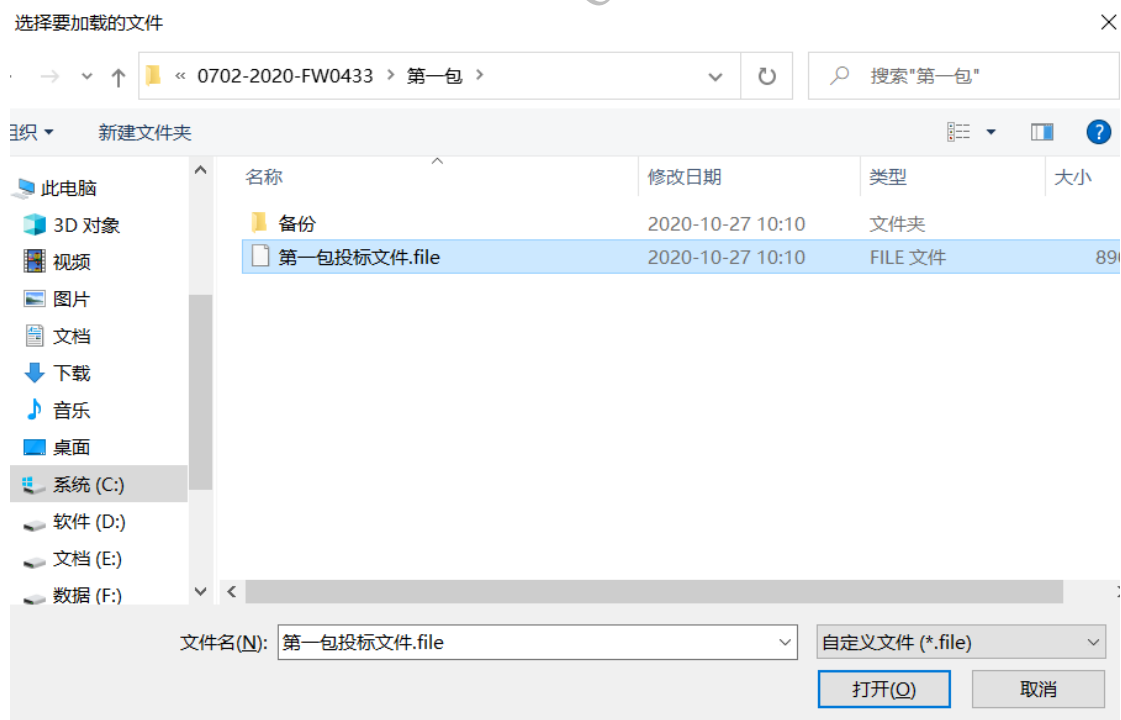 选择要加载的文件
« 0702-2020-FW0433 › 第一包 ›
搜索"第一包"
组织 新建文件夹
名称 修改日期 类型 大小
此电脑
3D 对象
视频
图片
文档
下载
音乐
桌面
系统 (C:)
软件 (D:)
文档 (E:)
数据 (F:)
备份 2020-10-27 10:10 文件夹
第一包投标文件.file 2020-10-27 10:10 FILE 文件 890
文件名(N): 第一包投标文件.file 自定义文件 (*.file)
打开(O) 取消